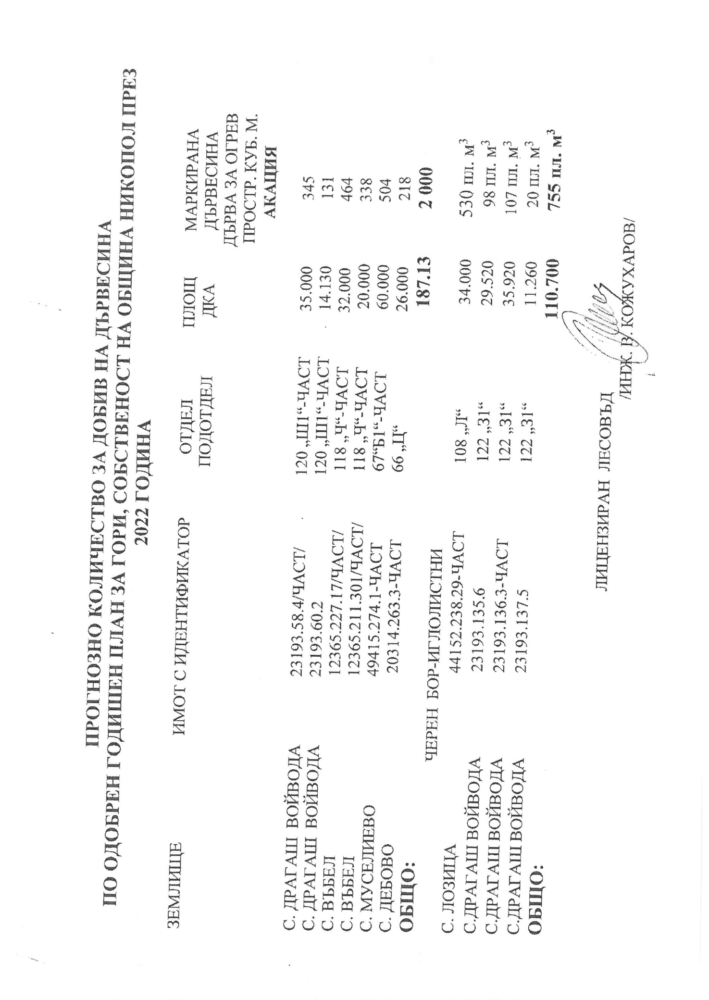 ПРОГНОЗНО КОЛИЧЕСТВО ЗА ДОБИВ НА ДЪРВЕСИНА
ПО ОДОБРЕН ГОДИШЕН ПЛАН ЗА ГОРИ, СОБСТВЕНОСТ НА ОБЩИНА НИКОПОЛ ПРЕЗ
2022 ГОДИНА
ЗЕМЛИЩЕ ИМОТ С ИДЕНТИФИКАТОР ОТДЕЛ ПЛОЩ МАРКИРАНА
ПОДОТДЕЛ ДКА ДЪРВЕСИНА
ДЪРВА ЗА ОГРЕВ
ПРОСТР. КУБ. М.
АКАЦИЯ
С. ДРАГАШ ВОЙВОДА 23193.58.4/ЧАСТ/ 120 „Ш1“-ЧАСТ 35.000 345
С. ДРАГАШ ВОЙВОДА 23193.60.2 120 „Ш1“-ЧАСТ 14.130 131
С. ВЪБЕЛ 12365.227.17/ЧАСТ/ 118 „Ч“-ЧАСТ 32.000 464
С. ВЪБЕЛ 12365.211.301/ЧАСТ/ 118 „Ч“-ЧАСТ 20.000 338
С. МУСЕЛИЕВО 49415.274.1-ЧАСТ 67“Б1“-ЧАСТ 60.000 504
С. ДЕБОВО 20314.263.3-ЧАСТ 66 „Ц“ 26.000 218
ОБЩО: 187.13 2 000
ЧЕРЕН БОР-ИГЛОЛИСТНИ
С. ЛОЗИЦА 44152.238.29-ЧАСТ 108 „Л“ 34.000 530 пл. м³
С.ДРАГАШ ВОЙВОДА 23193.135.6 122 „31“ 29.520 98 пл. м³
С.ДРАГАШ ВОЙВОДА 23193.136.3-ЧАСТ 122 „31“ 35.920 107 пл. м³
С.ДРАГАШ ВОЙВОДА 23193.137.5 122 „31“ 11.260 20 пл. м³
ОБЩО: 110.700 755 пл. м³
ЛИЦЕНЗИРАН ЛЕСОВЪД
/ИНЖ. В. КОЖУХАРОВ/